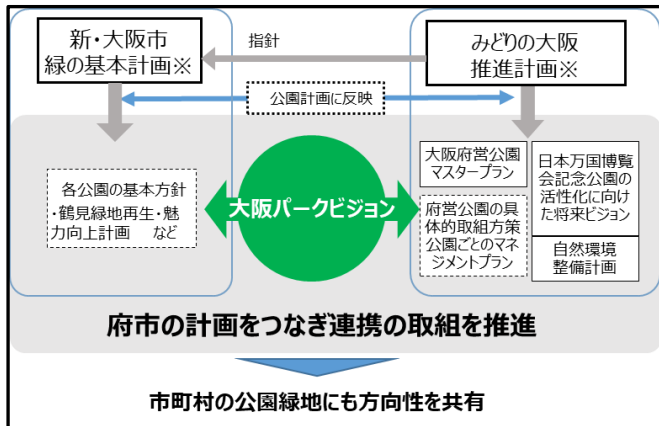 新・大阪市
緑の基本計画※
指針
みどりの大阪
推進計画※
公園計画に反映
各公園の基本方針
・鶴見緑地再生・魅
力向上計画 など
大阪パークビジョン
大阪府営公園
マスタープラン
府営公園の具
体的取組方策
公園ごとのマネ
ジメントプラン
日本万国博覧
会記念公園の
活性化に向け
た将来ビジョン
自然環境
整備計画
府市の計画をつなぎ連携の取組を推進
市町村の公園緑地にも方向性を共有